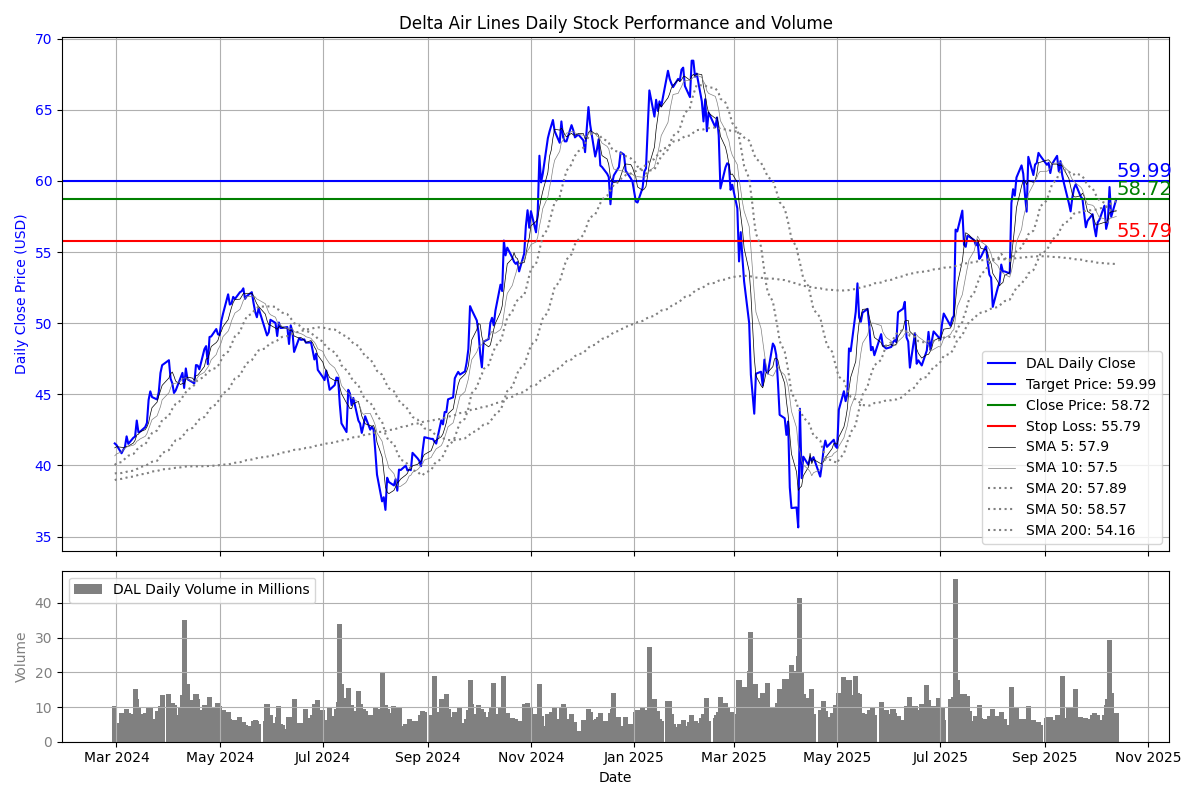 Delta Air Lines Daily Stock Performance and Volume
70
65
60
55
50
45
40
35
Daily Close Price (USD)
59.99
58.72
55.79
DAL Daily Close
Target Price: 59.99
Close Price: 58.72
Stop Loss: 55.79
SMA 5: 57.9
SMA 10: 57.5
SMA 20: 57.89
SMA 50: 58.57
SMA 200: 54.16
DAL Daily Volume in Millions
40
30
20
10
0
Volume
Mar 2024 May 2024 Jul 2024 Sep 2024 Nov 2024 Jan 2025 Mar 2025 May 2025 Jul 2025 Sep 2025 Nov 2025
Date